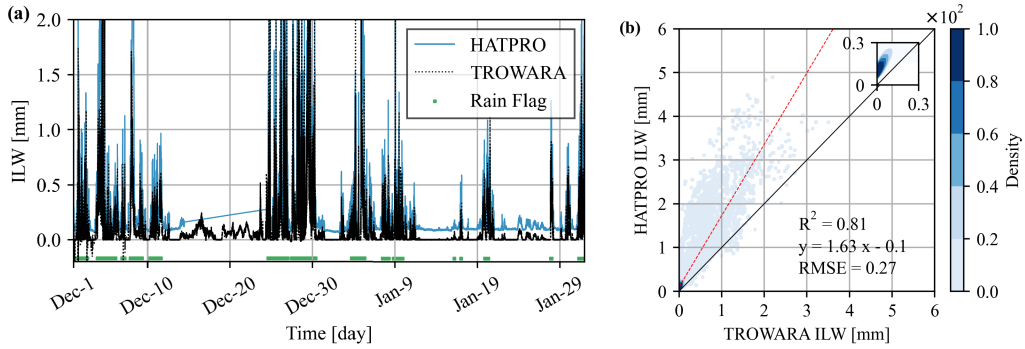 (a)
2.0
1.5
1.0
0.5
0.0
ILW [mm]
HATPRO
TROWARA
Rain Flag
Dec-1
Dec-10
Dec-20
Dec-30
Jan-9
Jan-19
Jan-29
Time [day]
(b)
6
5
4
3
2
1
0
HATPRO ILW [mm]
0.3
0
0
0.3
R² = 0.81
y = 1.63 x - 0.1
RMSE = 0.27
0
1
2
3
4
5
6
TROWARA ILW [mm]
×10²
1.0
0.8
0.6
0.4
0.2
0.0
Density